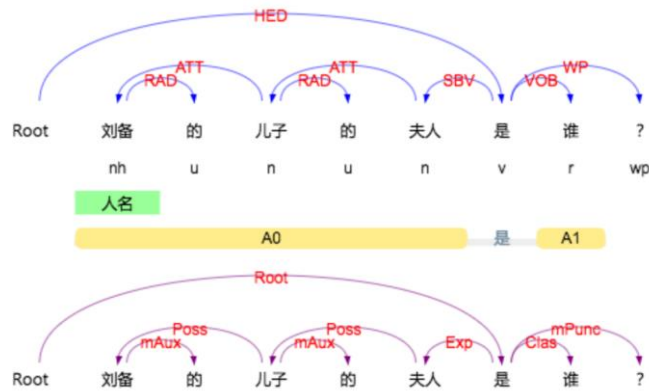 HED
ATT ATT WP
RAD RAD SBV VOB
Root 刘备 的 儿子 的 夫人 是 谁 ?
nh u n u n v r wp
人名
A0 是 A1
Root
Poss Poss mPunc
mAux mAux Exp Clas
Root 刘备 的 儿子 的 夫人 是 谁 ?